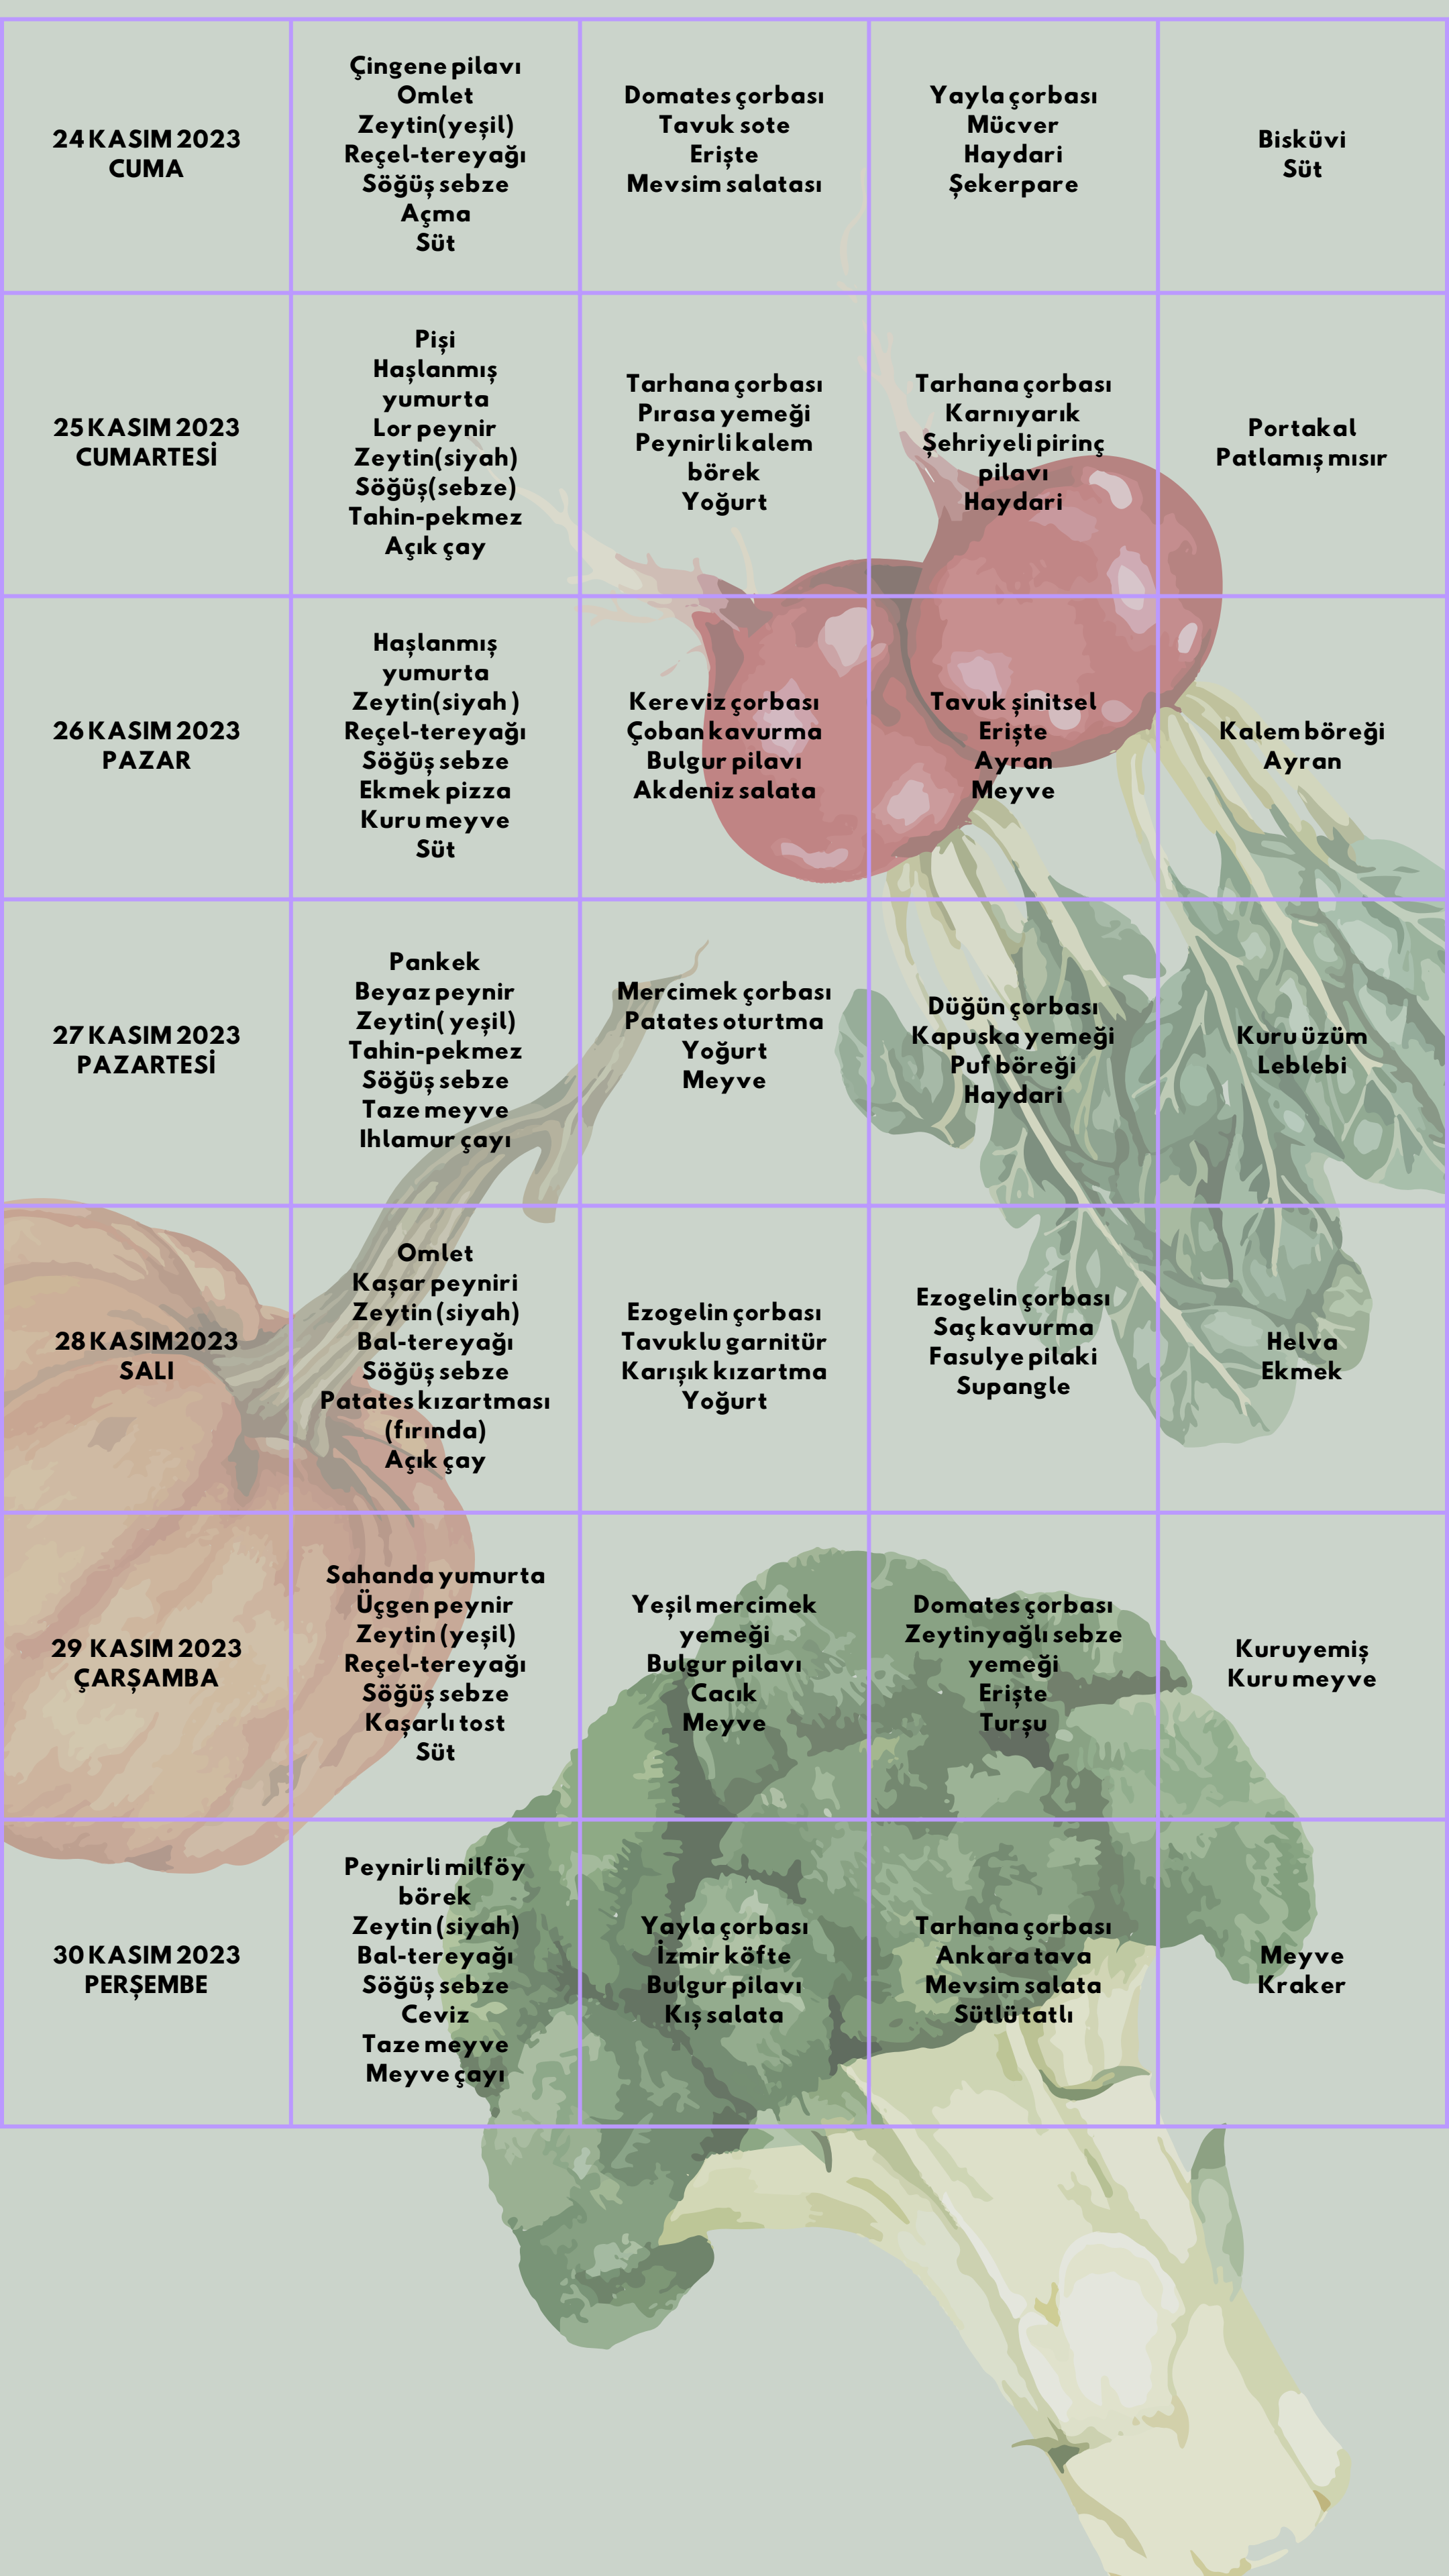 24 KASIM 2023
CUMA
Çingene pilavı
Omlet
Zeytin(yeşil)
Reçel-tereyağı
Söğüş sebze
Açma
Süt
Domates çorbası
Tavuk sote
Erişte
Mevsim salatası
Yayla çorbası
Mücver
Haydari
Şekerpare
Bisküvi
Süt
25 KASIM 2023
CUMARTESİ
Pişi
Haşlanmış
yumurta
Lor peynir
Zeytin(siyah)
Söğüş(sebze)
Tahin-pekmez
Açık çay
Tarhana çorbası
Pırasa yemeği
Peynirli kalem
börek
Yoğurt
Tarhana çorbası
Karnıyarık
Şehriyeli pirinç
pilavı
Haydari
Portakal
Patlamış mısır
26 KASIM 2023
PAZAR
Haşlanmış
yumurta
Zeytin(siyah )
Reçel-tereyağı
Söğüş sebze
Ekmek pizza
Kuru meyve
Süt
Kereviz çorbası
Çoban kavurma
Bulgur pilavı
Akdeniz salata
Tavuk şinitsel
Erişte
Ayran
Meyve
Kalem böreği
Ayran
27 KASIM 2023
PAZARTESİ
Pankek
Beyaz peynir
Zeytin( yeşil)
Tahin-pekmez
Söğüş sebze
Taze meyve
Ihlamur çayı
Mercimek çorbası
Patates oturtma
Yoğurt
Meyve
Düğün çorbası
Kapuska yemeği
Puf böreği
Haydari
Kuru üzüm
Leblebi
28 KASIM2023
SALI
Omlet
Kaşar peyniri
Zeytin (siyah)
Bal-tereyağı
Söğüş sebze
Patates kızartması
(fırında)
Açık çay
Ezogelin çorbası
Tavuklu garnitür
Karışık kızartma
Yoğurt
Ezogelin çorbası
Saç kavurma
Fasulye pilaki
Supangle
Helva
Ekmek
29 KASIM 2023
ÇARŞAMBA
Sahanda yumurta
Üçgen peynir
Zeytin (yeşil)
Reçel-tereyağı
Söğüş sebze
Kaşarlı tost
Süt
Yeşil mercimek
yemeği
Bulgur pilavı
Cacık
Meyve
Domates çorbası
Zeytinyağlı sebze
yemeği
Erişte
Turşu
Kuruyemiş
Kuru meyve
30 KASIM 2023
PERŞEMBE
Peynirli milföy
börek
Zeytin (siyah)
Bal-tereyağı
Söğüş sebze
Ceviz
Taze meyve
Meyve çayı
Yayla çorbası
İzmir köfte
Bulgur pilavı
Kış salata
Tarhana çorbası
Ankara tava
Mevsim salata
Sütlü tatlı
Meyve
Kraker